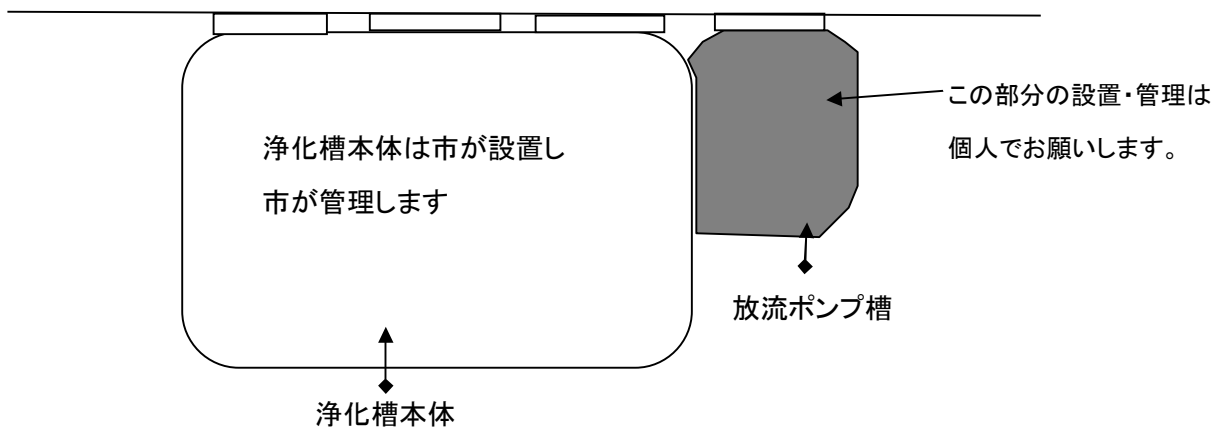 この部分の設置・管理は
個人でお願いします。
浄化槽本体は市が設置し
市が管理します
放流ポンプ槽
浄化槽本体